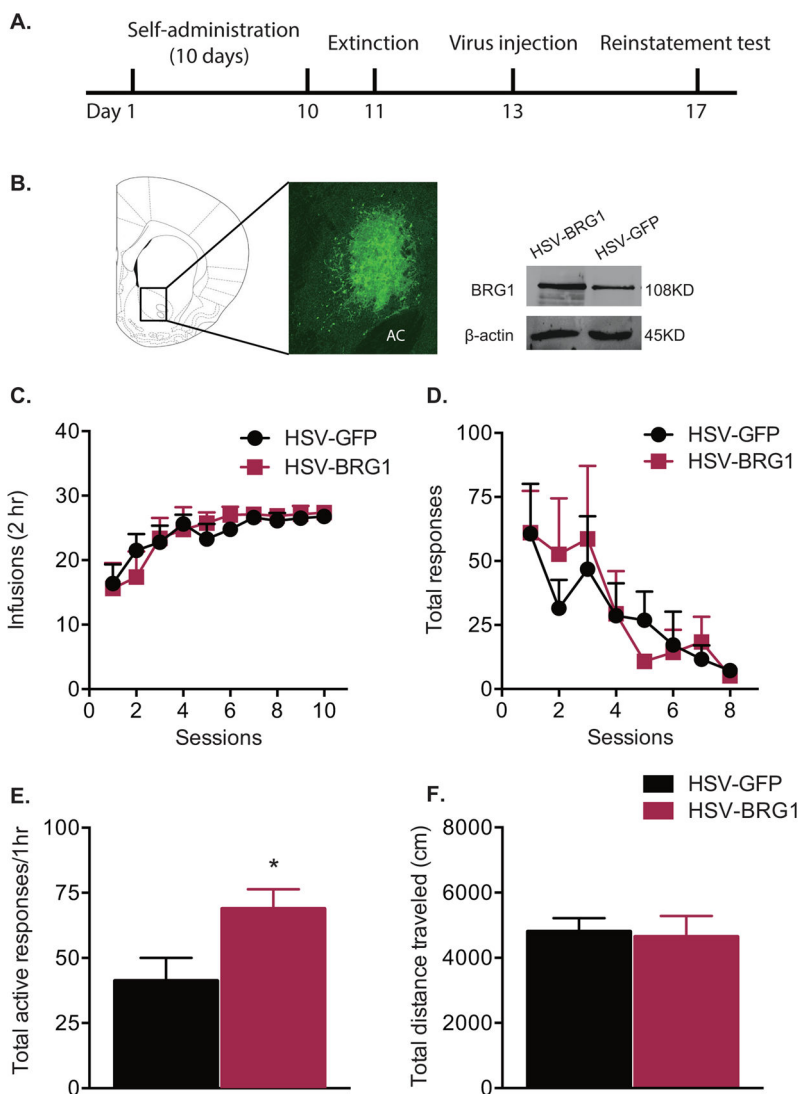 A.
Self-administration
(10 days)
Extinction
Virus injection
Reinstatement test
Day 1
10
11
13
17
B.
AC
HSV-BRG1
HSV-GFP
BRG1
108KD
β-actin
45KD
C.
HSV-GFP
HSV-BRG1
Infusions (2 hr)
40
30
20
10
0
0 2 4 6 8 10
Sessions
D.
HSV-GFP
HSV-BRG1
Total responses
100
75
50
25
0
0 2 4 6 8
Sessions
E.
Total active responses/1hr
100
75
50
25
0
*
F.
HSV-GFP
HSV-BRG1
Total distance traveled (cm)
8000
6000
4000
2000
0